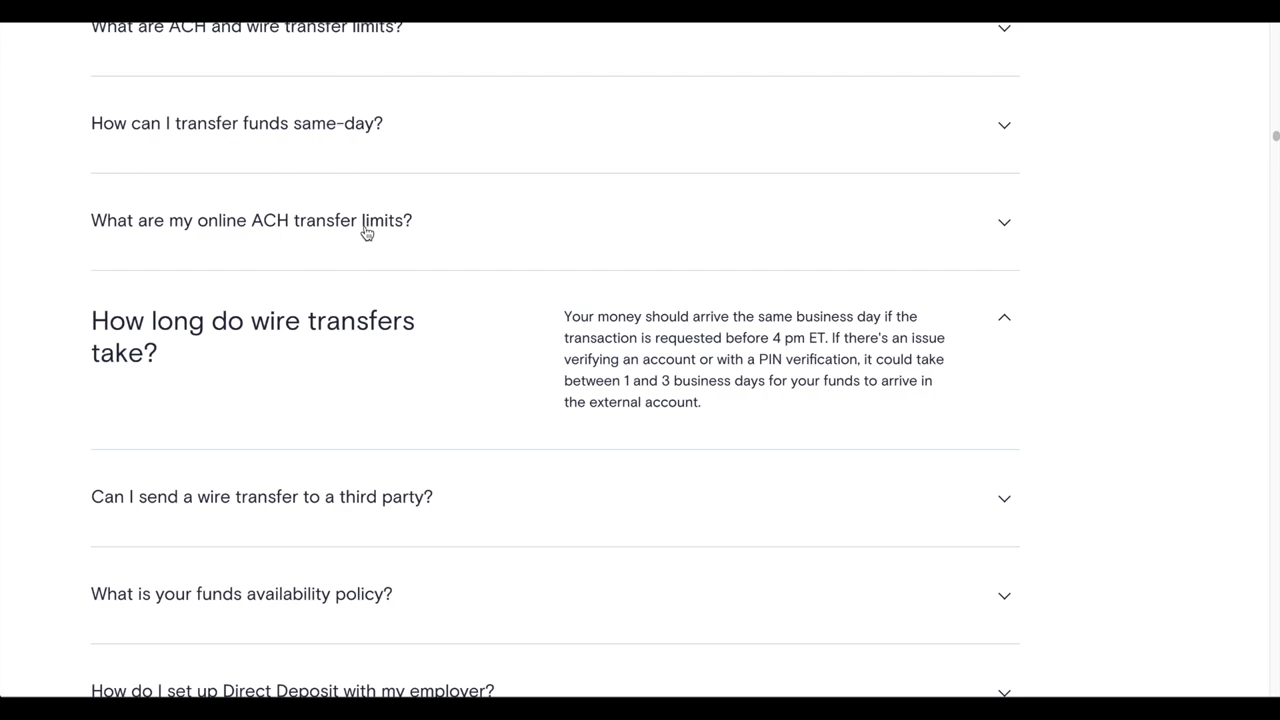 What are ACH and wire transfer limits?
How can I transfer funds same-day?
What are my online ACH transfer limits?
How long do wire transfers
take?
Your money should arrive the same business day if the
transaction is requested before 4 pm ET. If there's an issue
verifying an account or with a PIN verification, it could take
between 1 and 3 business days for your funds to arrive in
the external account.
Can I send a wire transfer to a third party?
What is your funds availability policy?
How do I set up Direct Deposit with my employer?